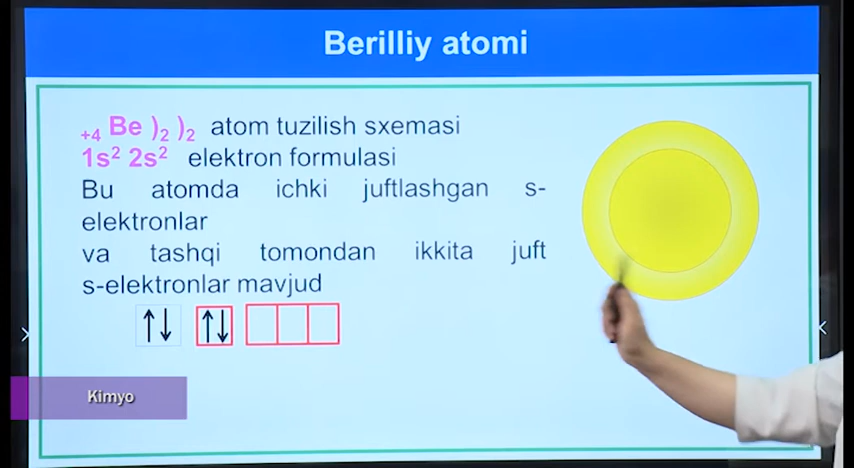 Berilliy atomi
+4 Be )2 )2 atom tuzilish sxemasi
1s² 2s² elektron formulasi
Bu atomda ichki juftlashgan s-
elektronlar
va tashqi tomondan ikkita juft
s-elektronlar mavjud
↑↓ ↑↓
Kimyo